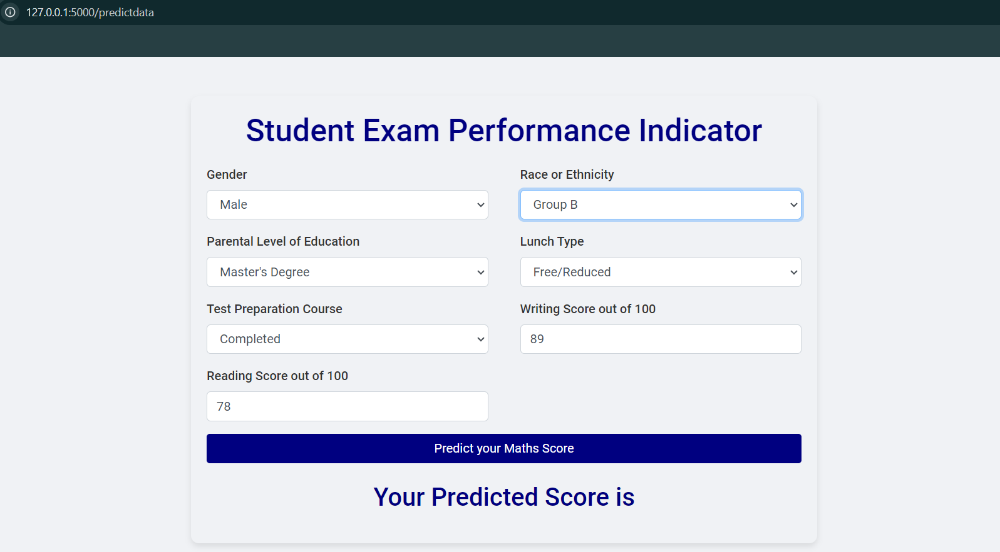 127.0.0.1:5000/predictdata
Student Exam Performance Indicator
Gender
Race or Ethnicity
Male
Group B
Parental Level of Education
Lunch Type
Master's Degree
Free/Reduced
Test Preparation Course
Writing Score out of 100
Completed
89
Reading Score out of 100
78
Predict your Maths Score
Your Predicted Score is